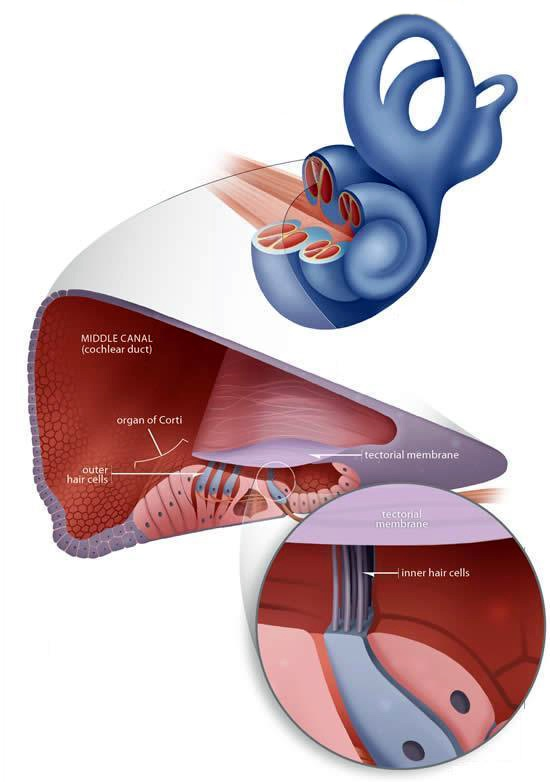 MIDDLE CANAL
(cochlear duct)
organ of Corti
outer
hair cells
tectorial membrane
tectorial
membrane
inner hair cells